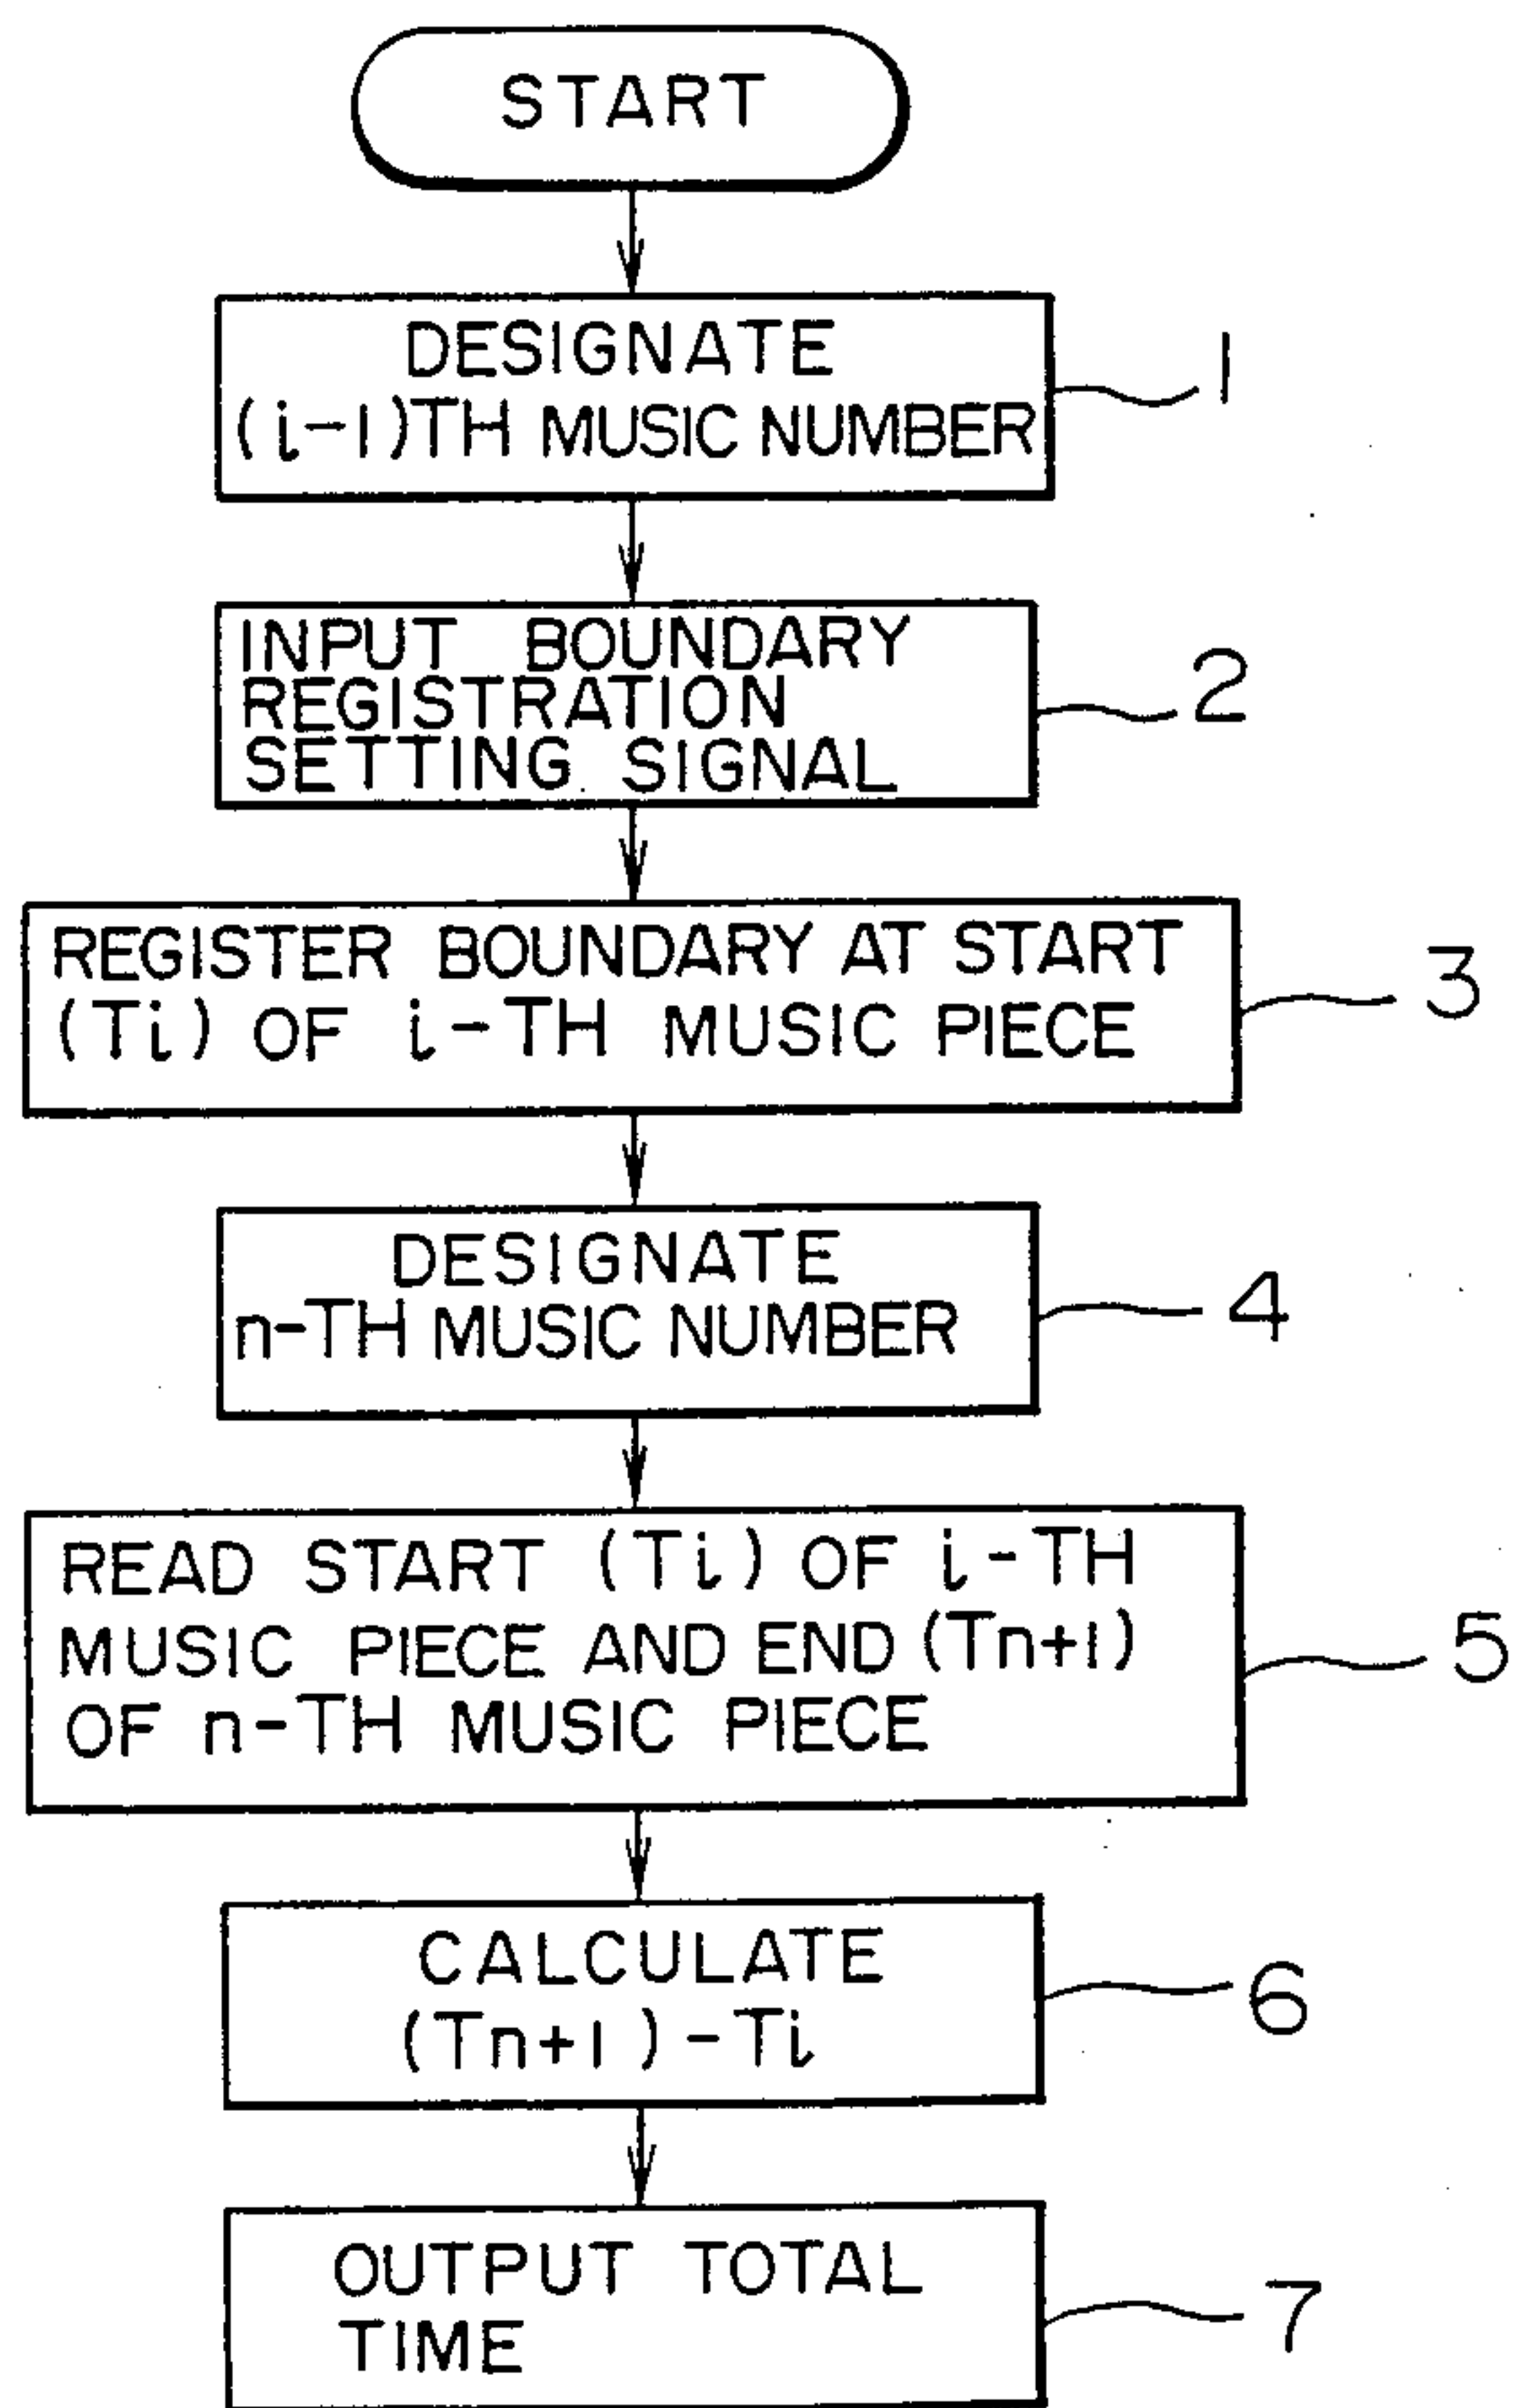 START
DESIGNATE
(i-1)TH MUSIC NUMBER
1
INPUT BOUNDARY
REGISTRATION
SETTING SIGNAL
2
REGISTER BOUNDARY AT START
(Ti) OF i-TH MUSIC PIECE
3
DESIGNATE
n-TH MUSIC NUMBER
4
READ START (Ti) OF i-TH
MUSIC PIECE AND END (Tn+1)
OF n-TH MUSIC PIECE
5
CALCULATE
(Tn+1)-Ti
6
OUTPUT TOTAL
TIME
7